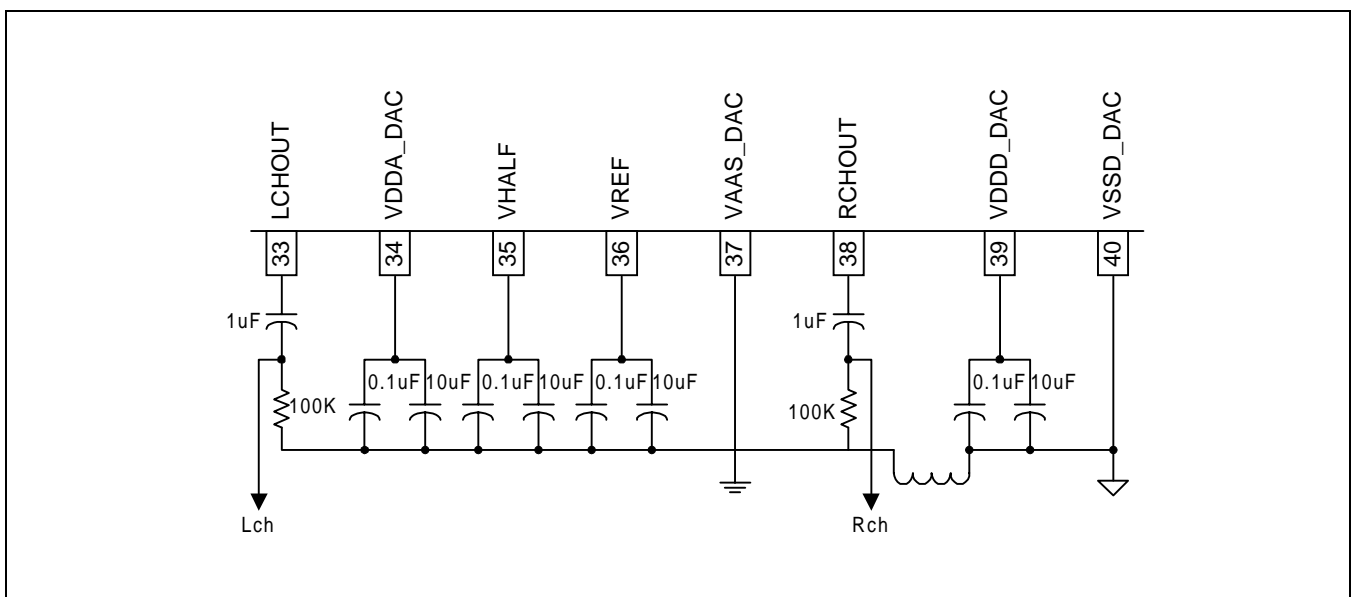 LCHOUT
VDDA_DAC
VHALF
VREF
VAAS_DAC
RCHOUT
VDDD_DAC
VSSD_DAC
33
34
35
36
37
38
39
40
1uF
1uF
0.1uF 10uF
0.1uF 10uF
0.1uF 10uF
0.1uF 10uF
100K
100K
Lch
Rch